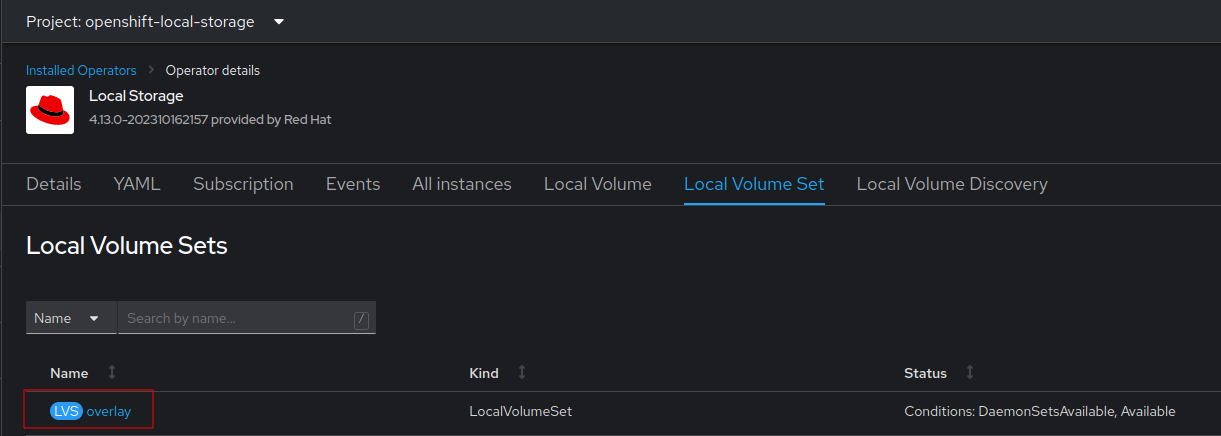 Project: openshift-local-storage
Installed Operators > Operator details
Local Storage
4.13.0-202310162157 provided by Red Hat
Details YAML Subscription Events All instances Local Volume Local Volume Set Local Volume Discovery
Local Volume Sets
Name Search by name... /
Name Kind Status
LVS overlay LocalVolumeSet Conditions: DaemonSetsAvailable, Available